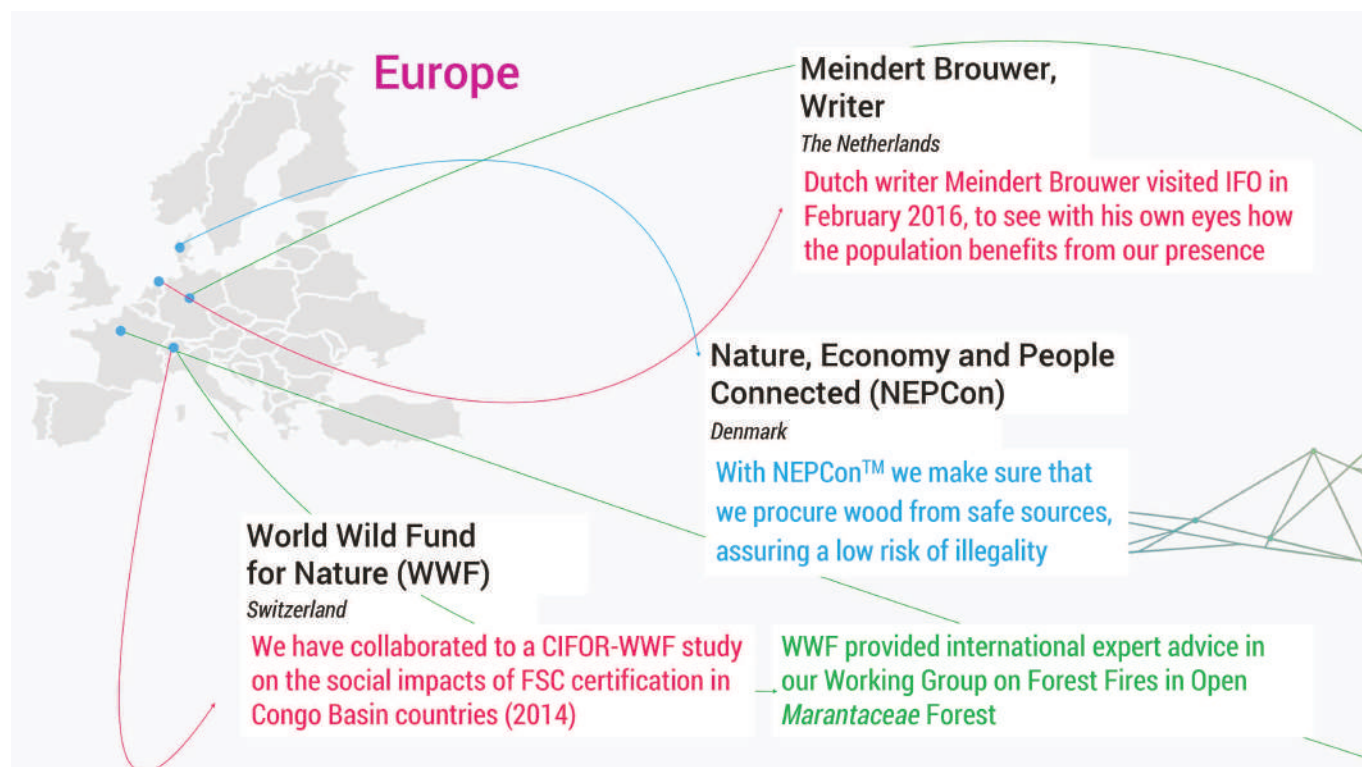 Europe
Meindert Brouwer,
Writer
The Netherlands
Dutch writer Meindert Brouwer visited IFO in
February 2016, to see with his own eyes how
the population benefits from our presence
Nature, Economy and People
Connected (NEPCon)
Denmark
With NEPCon™ we make sure that
we procure wood from safe sources,
assuring a low risk of illegality
World Wild Fund
for Nature (WWF)
Switzerland
We have collaborated to a CIFOR-WWF study
on the social impacts of FSC certification in
Congo Basin countries (2014)
WWF provided international expert advice in
our Working Group on Forest Fires in Open
Marantaceae Forest